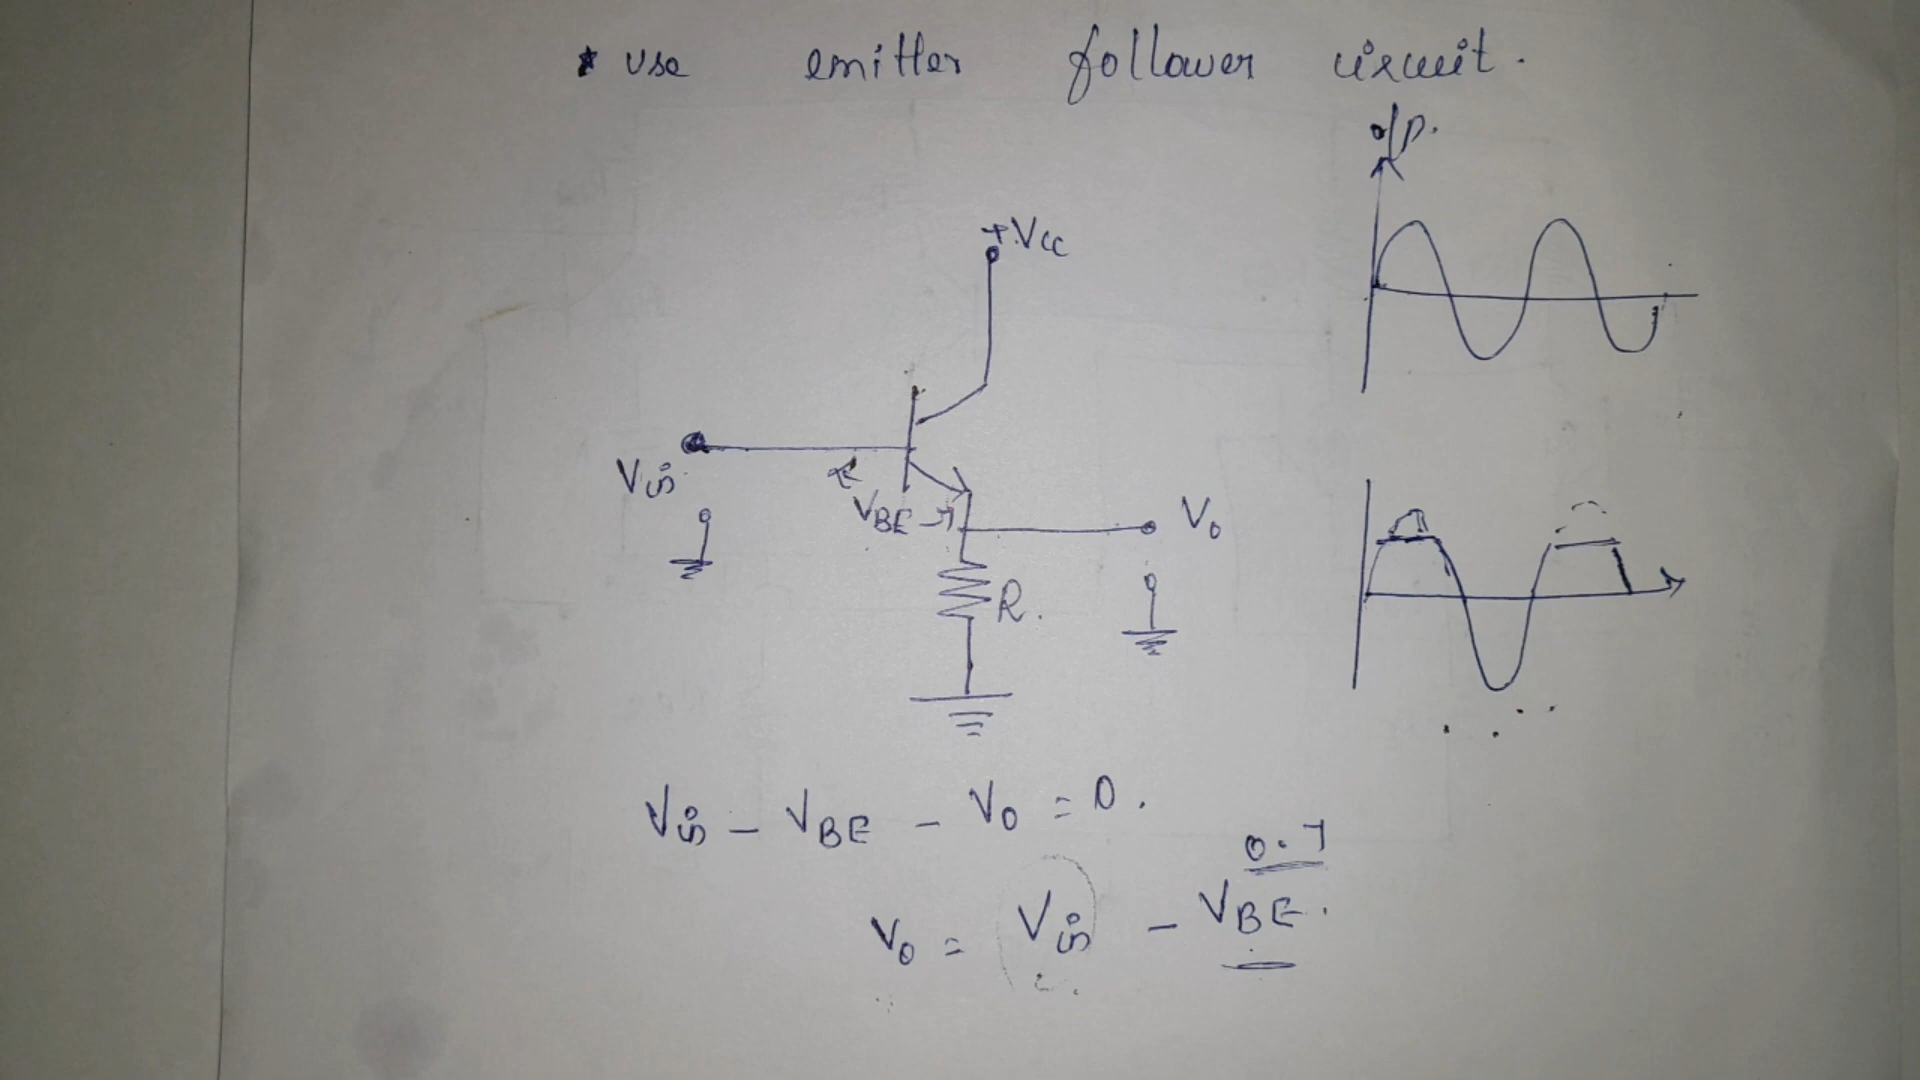 * use emitter follower circuit.
o/p.
+Vcc
Vin
VBE
Vo
R.
Vin - VBE - Vo = 0.
0.7
Vo = Vin - VBE.